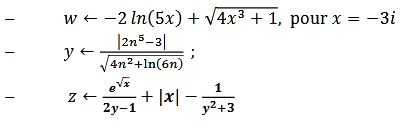 − w ← −2 ln(5x) + √(4x³ + 1), pour x = −3i
− y ← |2n⁵−3| / √(4n²+ln(6n)) ;
− z ← e^√x / (2y−1) + |x| − 1 / (y²+3)